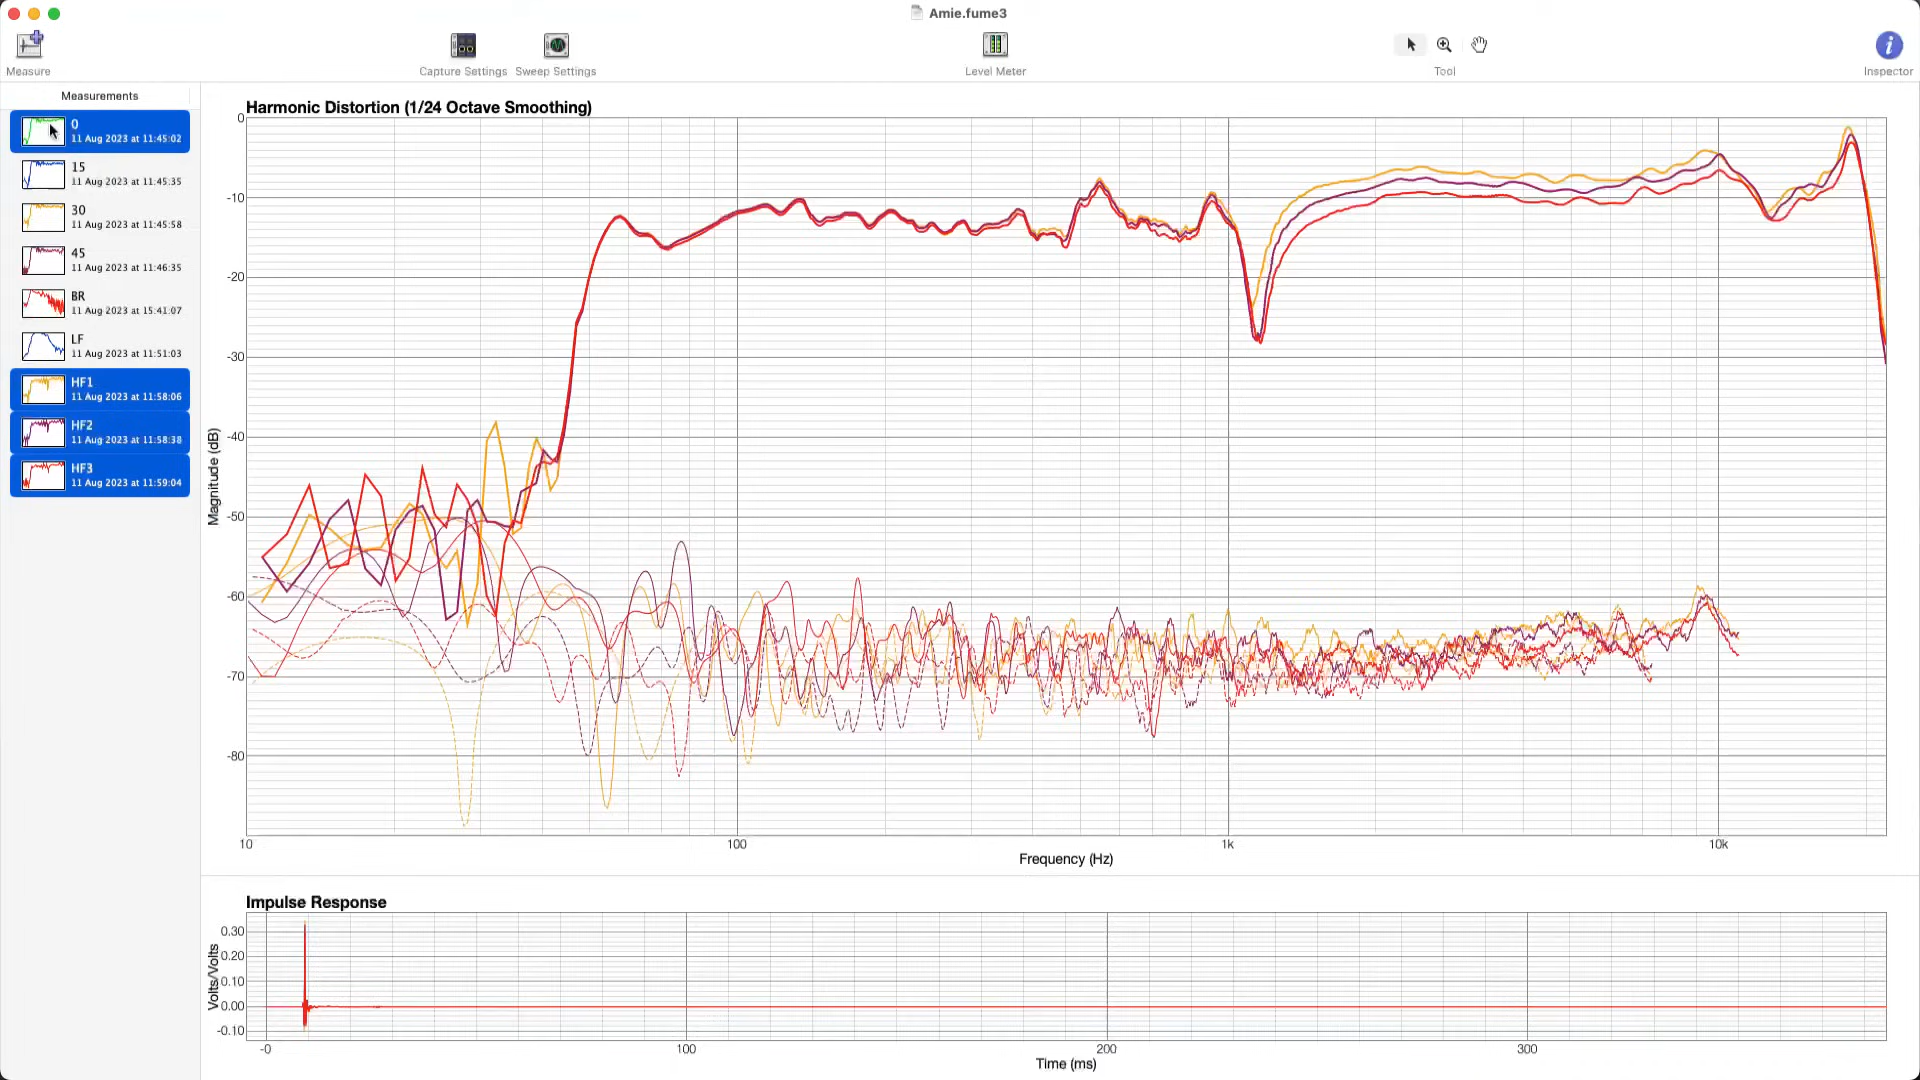 Amie.fume3
Measure
Capture Settings
Sweep Settings
Level Meter
Tool
Inspector
Measurements
0
11 Aug 2023 at 11:45:02
15
11 Aug 2023 at 11:45:35
30
11 Aug 2023 at 11:45:58
45
11 Aug 2023 at 11:46:35
BR
11 Aug 2023 at 15:41:07
LF
11 Aug 2023 at 11:51:03
HF1
11 Aug 2023 at 11:58:06
HF2
11 Aug 2023 at 11:58:38
HF3
11 Aug 2023 at 11:59:04
Harmonic Distortion (1/24 Octave Smoothing)
0
-10
-20
-30
-40
-50
-60
-70
-80
Magnitude (dB)
10
100
1k
10k
Frequency (Hz)
Impulse Response
0.30
0.20
0.10
0.00
-0.10
Volts/Volts
-0
100
200
300
Time (ms)